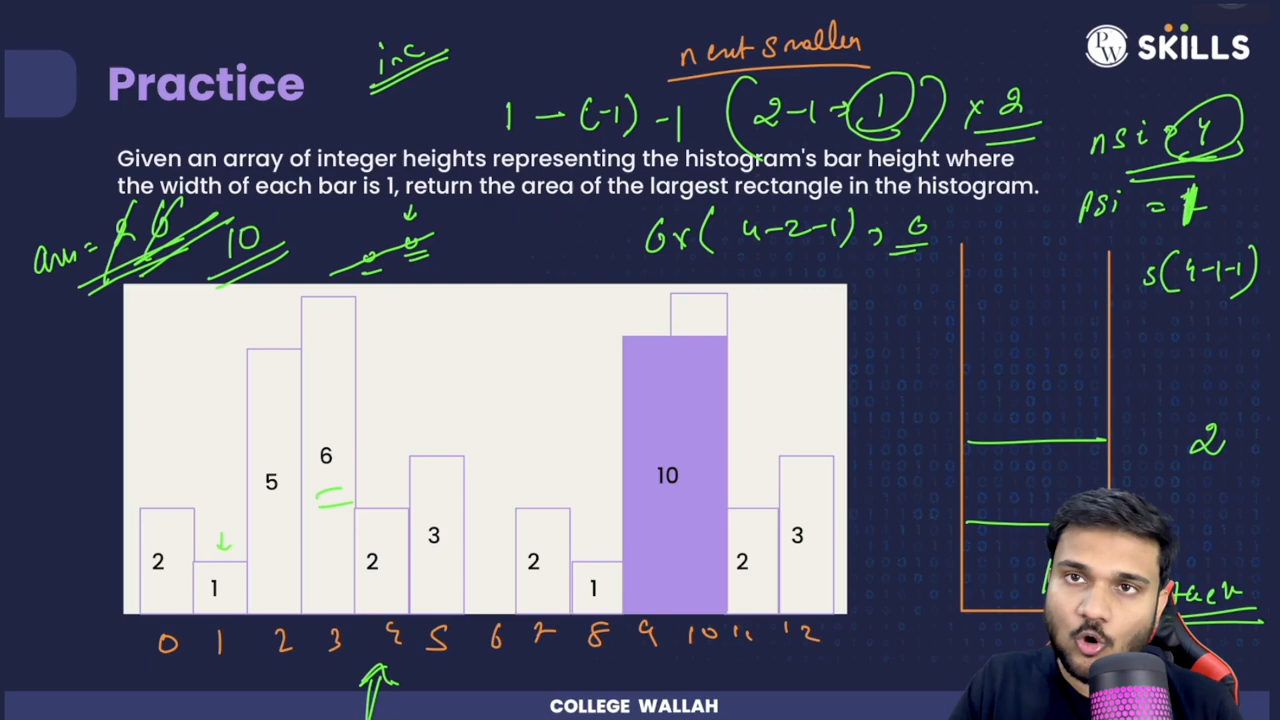 Practice
inc
next smaller
PW SKILLS
1 - (-1) -1 (2-1 → 1) x 2
nsi = 4
Given an array of integer heights representing the histogram's bar height where
the width of each bar is 1, return the area of the largest rectangle in the histogram.
psi = 1
ans = 2 6 10
6x( 4-2-1) → 6
5(4-1-1)
2
6
5
10
2
1
2
3
2
1
2
3
0 1 2 3 4 5 6 7 8 9 10 11 12
COLLEGE WALLAH